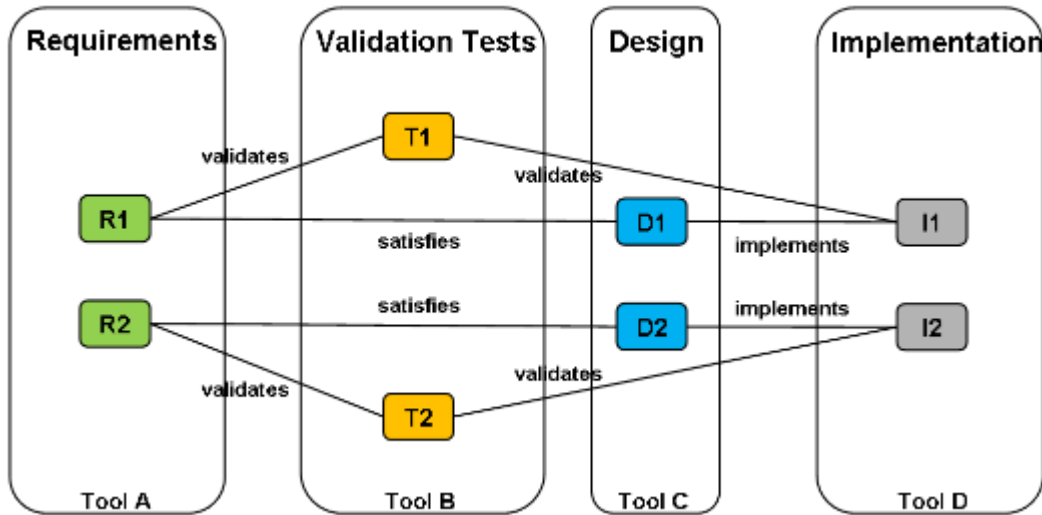 Requirements
Validation Tests
Design
Implementation
T1
validates
validates
R1
D1
I1
satisfies
implements
satisfies
implements
R2
D2
I2
validates
validates
T2
Tool A
Tool B
Tool C
Tool D